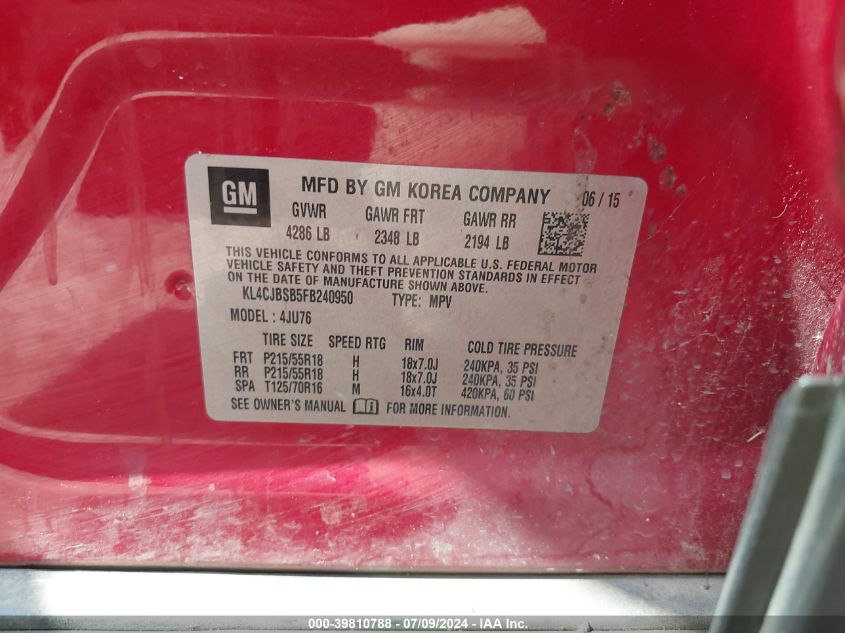 GM
MFD BY GM KOREA COMPANY 06 / 15
GVWR GAWR FRT GAWR RR
4286 LB 2348 LB 2194 LB
THIS VEHICLE CONFORMS TO ALL APPLICABLE U.S. FEDERAL MOTOR
VEHICLE SAFETY AND THEFT PREVENTION STANDARDS IN EFFECT
ON THE DATE OF MANUFACTURE SHOWN ABOVE.
KL4CJBSB5FB240950 TYPE: MPV
MODEL : 4JU76
TIRE SIZE SPEED RTG RIM COLD TIRE PRESSURE
FRT P215/55R18 H 18x7.0J 240KPA, 35 PSI
RR P215/55R18 H 18x7.0J 240KPA, 35 PSI
SPA T125/70R16 M 16x4.0T 420KPA, 60 PSI
SEE OWNER'S MANUAL FOR MORE INFORMATION.
000-39810788 - 07/09/2024 - IAA Inc.